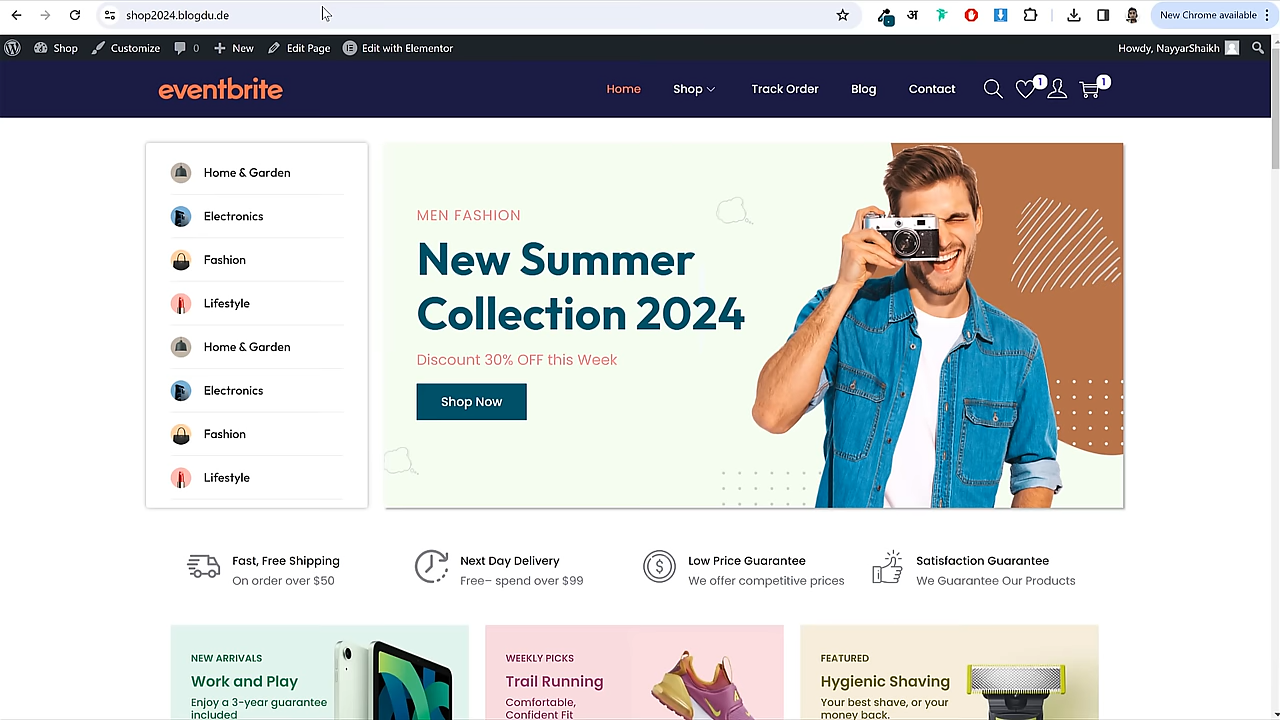 shop2024.blogdu.de
अ
New Chrome available
Shop
Customize
0
New
Edit Page
Edit with Elementor
Howdy, NayyarShaikh
eventbrite
Home
Shop
Track Order
Blog
Contact
1
1
Home & Garden
Electronics
Fashion
Lifestyle
Home & Garden
Electronics
Fashion
Lifestyle
MEN FASHION
New Summer
Collection 2024
Discount 30% OFF this Week
Shop Now
Fast, Free Shipping
On order over $50
Next Day Delivery
Free– spend over $99
Low Price Guarantee
We offer competitive prices
Satisfaction Guarantee
We Guarantee Our Products
NEW ARRIVALS
Work and Play
Enjoy a 3-year guarantee
included
WEEKLY PICKS
Trail Running
Comfortable,
Confident Fit
FEATURED
Hygienic Shaving
Your best shave, or your
money back.